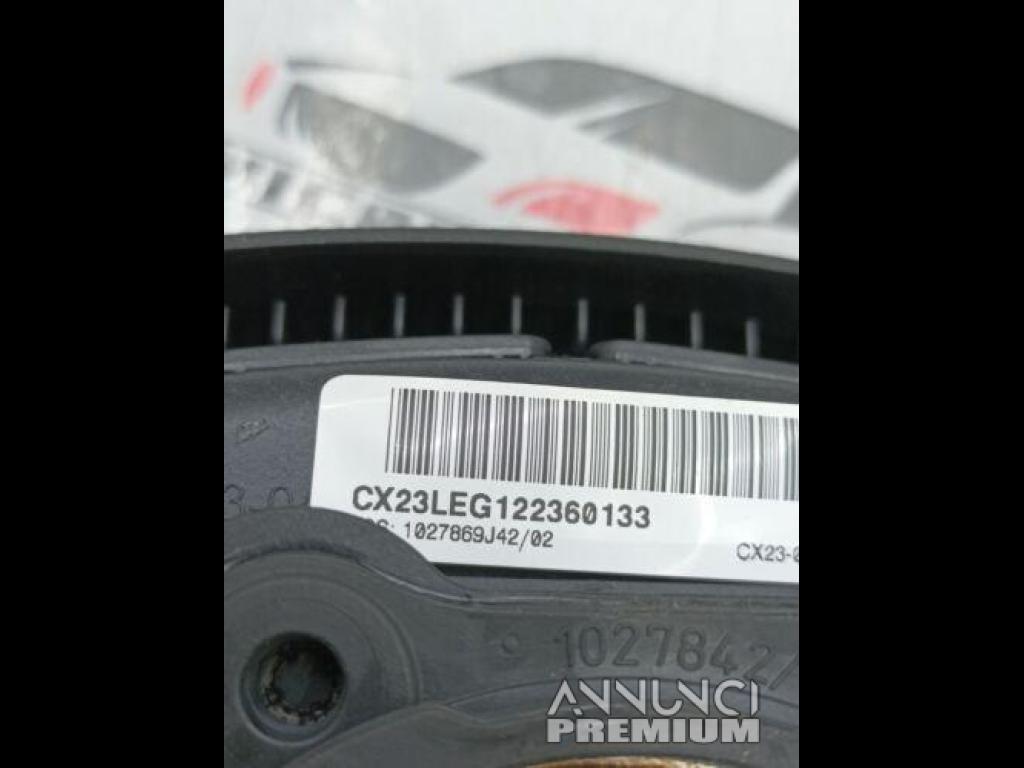 CX23LEG122360133
1027869J42/02
CX23-
1027842/
ANNUNCI
PREMIUM